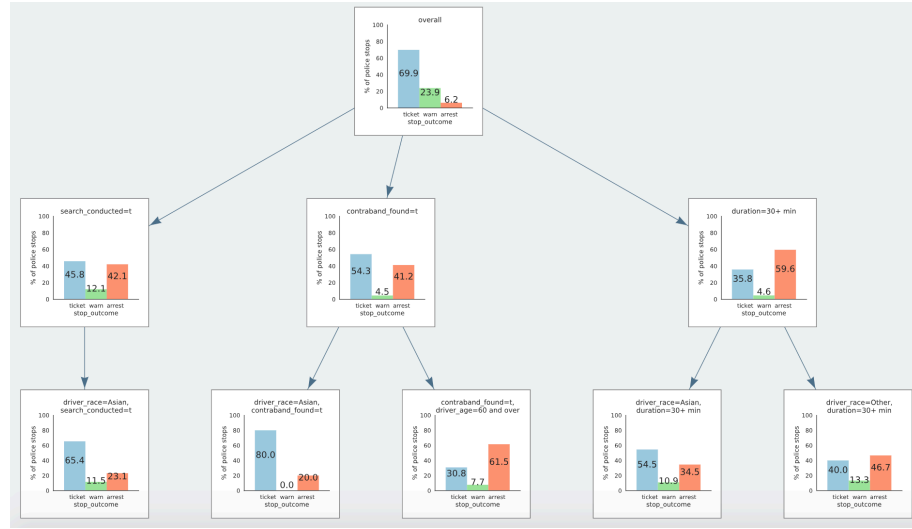 overall
% of police stops
100
80
60
40
20
0
69.9
23.9
6.2
ticket warn arrest
stop_outcome
search_conducted=t
% of police stops
100
80
60
40
20
0
45.8
12.1
42.1
ticket warn arrest
stop_outcome
contraband_found=t
% of police stops
100
80
60
40
20
0
54.3
4.5
41.2
ticket warn arrest
stop_outcome
duration=30+ min
% of police stops
100
80
60
40
20
0
35.8
4.6
59.6
ticket warn arrest
stop_outcome
driver_race=Asian,
search_conducted=t
% of police stops
100
80
60
40
20
0
65.4
11.5
23.1
ticket warn arrest
stop_outcome
driver_race=Asian,
contraband_found=t
% of police stops
100
80
60
40
20
0
80.0
0.0
20.0
ticket warn arrest
stop_outcome
contraband_found=t,
driver_age=60 and over
% of police stops
100
80
60
40
20
0
30.8
7.7
61.5
ticket warn arrest
stop_outcome
driver_race=Asian,
duration=30+ min
% of police stops
100
80
60
40
20
0
54.5
10.9
34.5
ticket warn arrest
stop_outcome
driver_race=Other,
duration=30+ min
% of police stops
100
80
60
40
20
0
40.0
13.3
46.7
ticket warn arrest
stop_outcome